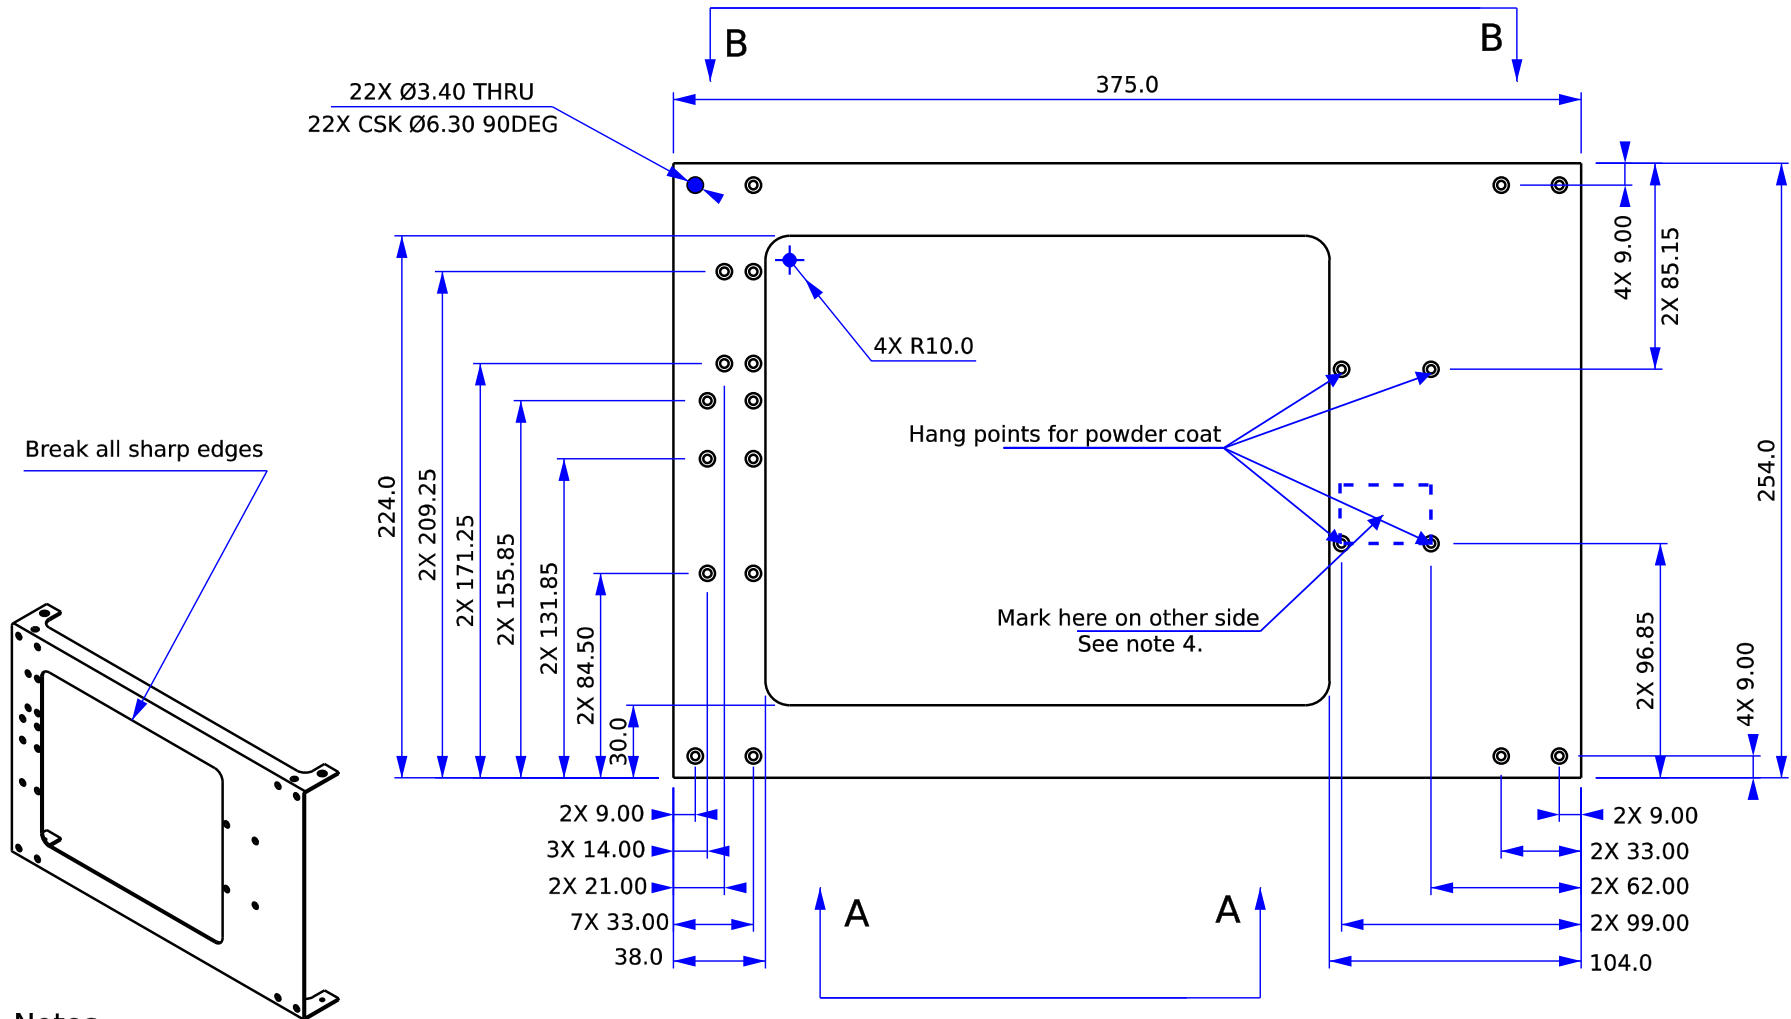 B
B
375.0
22X Ø3.40 THRU
22X CSK Ø6.30 90DEG
4X 9.00
2X 85.15
254.0
4X R10.0
Hang points for powder coat
Break all sharp edges
224.0
2X 209.25
2X 171.25
2X 155.85
2X 131.85
2X 84.50
30.0
Mark here on other side
See note 4.
2X 96.85
4X 9.00
2X 9.00
3X 14.00
2X 21.00
7X 33.00
38.0
2X 9.00
2X 33.00
2X 62.00
2X 99.00
104.0
A
A